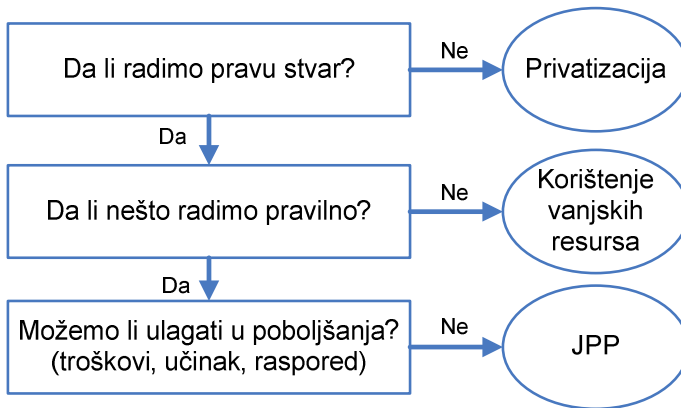 Da li radimo pravu stvar?
Ne
Privatizacija
Da
Da li nešto radimo pravilno?
Ne
Korištenje
vanjskih
resursa
Da
Možemo li ulagati u poboljšanja?
(troškovi, učinak, raspored)
Ne
JPP